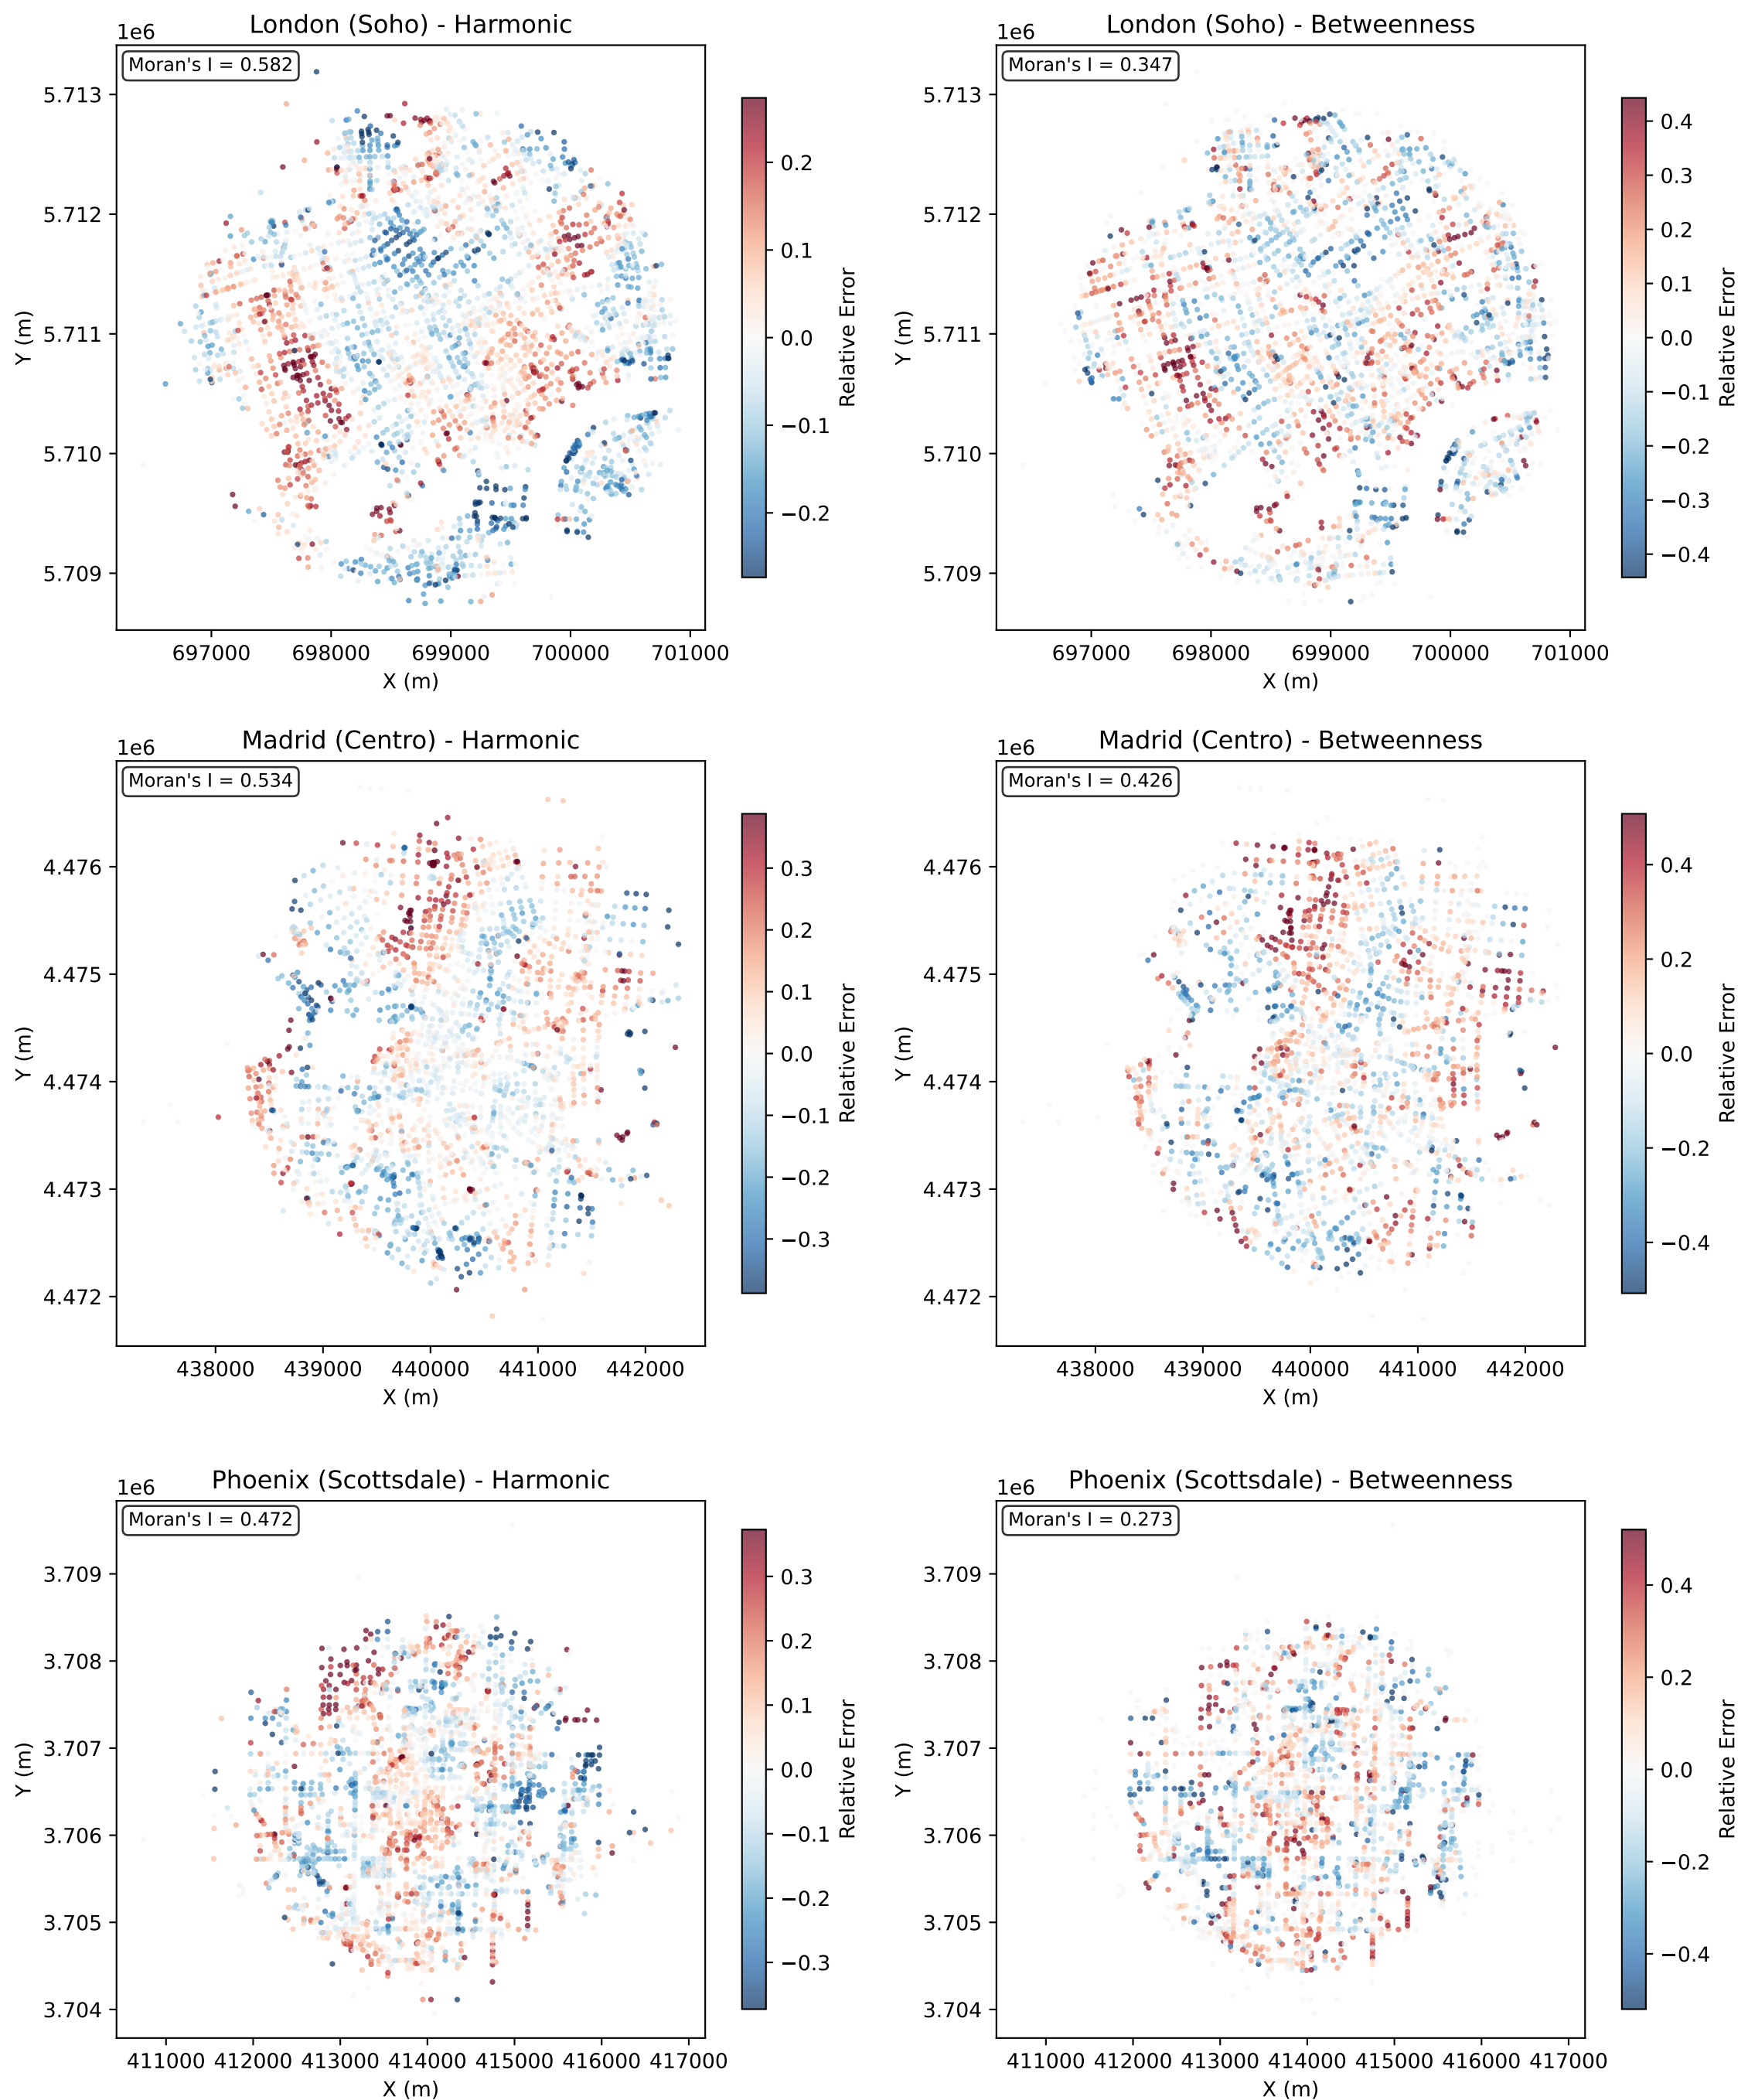 London (Soho) - Harmonic
1e6
Moran's I = 0.582
5.713
5.712
5.711
5.710
5.709
Y (m)
697000 698000 699000 700000 701000
X (m)
0.2
0.1
0.0
−0.1
−0.2
Relative Error
London (Soho) - Betweenness
1e6
Moran's I = 0.347
5.713
5.712
5.711
5.710
5.709
Y (m)
697000 698000 699000 700000 701000
X (m)
0.4
0.3
0.2
0.1
0.0
−0.1
−0.2
−0.3
−0.4
Relative Error
Madrid (Centro) - Harmonic
1e6
Moran's I = 0.534
4.476
4.475
4.474
4.473
4.472
Y (m)
438000 439000 440000 441000 442000
X (m)
0.3
0.2
0.1
0.0
−0.1
−0.2
−0.3
Relative Error
Madrid (Centro) - Betweenness
1e6
Moran's I = 0.426
4.476
4.475
4.474
4.473
4.472
Y (m)
438000 439000 440000 441000 442000
X (m)
0.4
0.2
0.0
−0.2
−0.4
Relative Error
Phoenix (Scottsdale) - Harmonic
1e6
Moran's I = 0.472
3.709
3.708
3.707
3.706
3.705
3.704
Y (m)
411000 412000 413000 414000 415000 416000 417000
X (m)
0.3
0.2
0.1
0.0
−0.1
−0.2
−0.3
Relative Error
Phoenix (Scottsdale) - Betweenness
1e6
Moran's I = 0.273
3.709
3.708
3.707
3.706
3.705
3.704
Y (m)
411000 412000 413000 414000 415000 416000 417000
X (m)
0.4
0.2
0.0
−0.2
−0.4
Relative Error